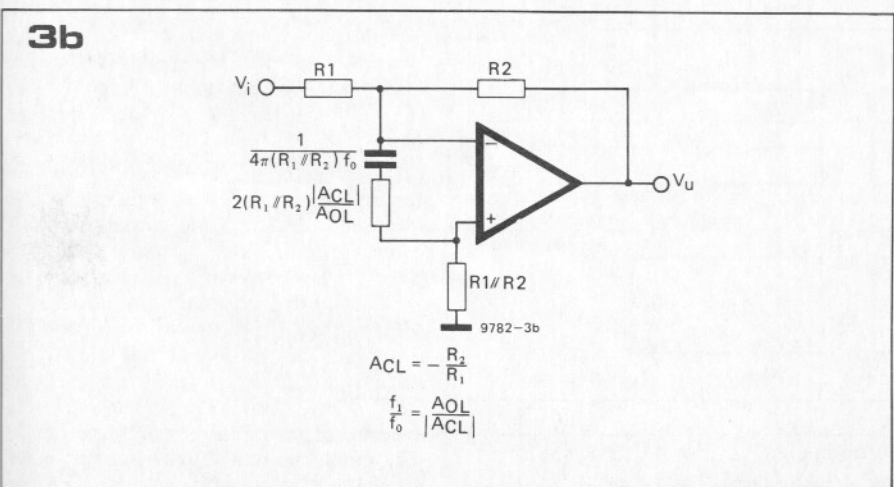 3b
R1
R2
Vi
1
4π(R₁//R₂) f₀
2(R₁//R₂) |ACL|
AOL
−
+
Vu
R1//R2
9782-3b
ACL = − R₂
R₁
f₁ = AOL
f₀ |ACL|